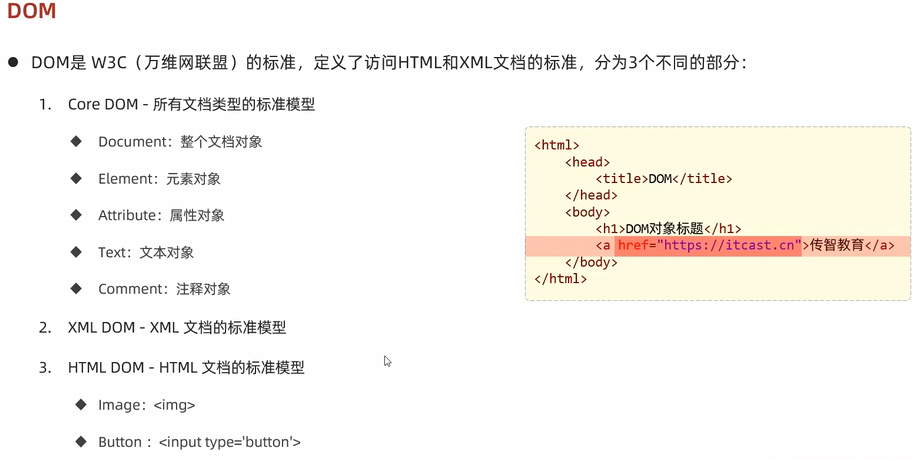 DOM
DOM是 W3C（万维网联盟）的标准，定义了访问HTML和XML文档的标准，分为3个不同的部分：
1. Core DOM - 所有文档类型的标准模型
Document：整个文档对象
Element：元素对象
Attribute：属性对象
Text：文本对象
Comment：注释对象
2. XML DOM - XML 文档的标准模型
3. HTML DOM - HTML 文档的标准模型
Image：<img>
Button ：<input type='button'>
<html>
<head>
<title>DOM</title>
</head>
<body>
<h1>DOM对象标题</h1>
<a href="https://itcast.cn">传智教育</a>
</body>
</html>